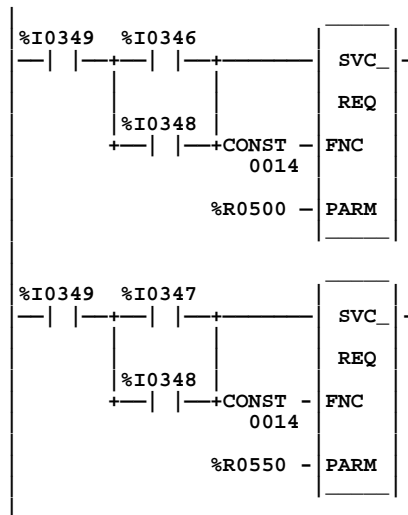 %I0349 %I0346
SVC_
REQ
%I0348
CONST FNC
0014
%R0500 PARM
%I0349 %I0347
SVC_
REQ
%I0348
CONST FNC
0014
%R0550 PARM